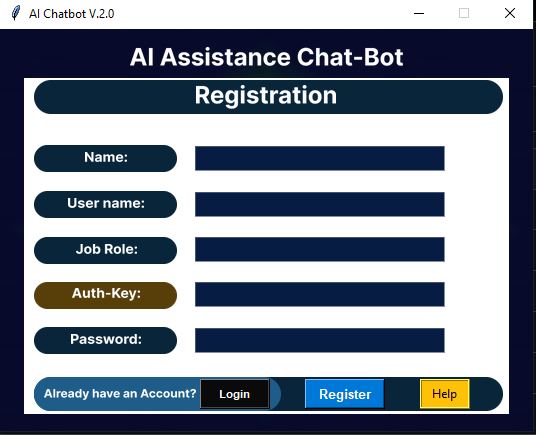 AI Chatbot V.2.0
AI Assistance Chat-Bot
Registration
Name:
User name:
Job Role:
Auth-Key:
Password:
Already have an Account? Login Register Help